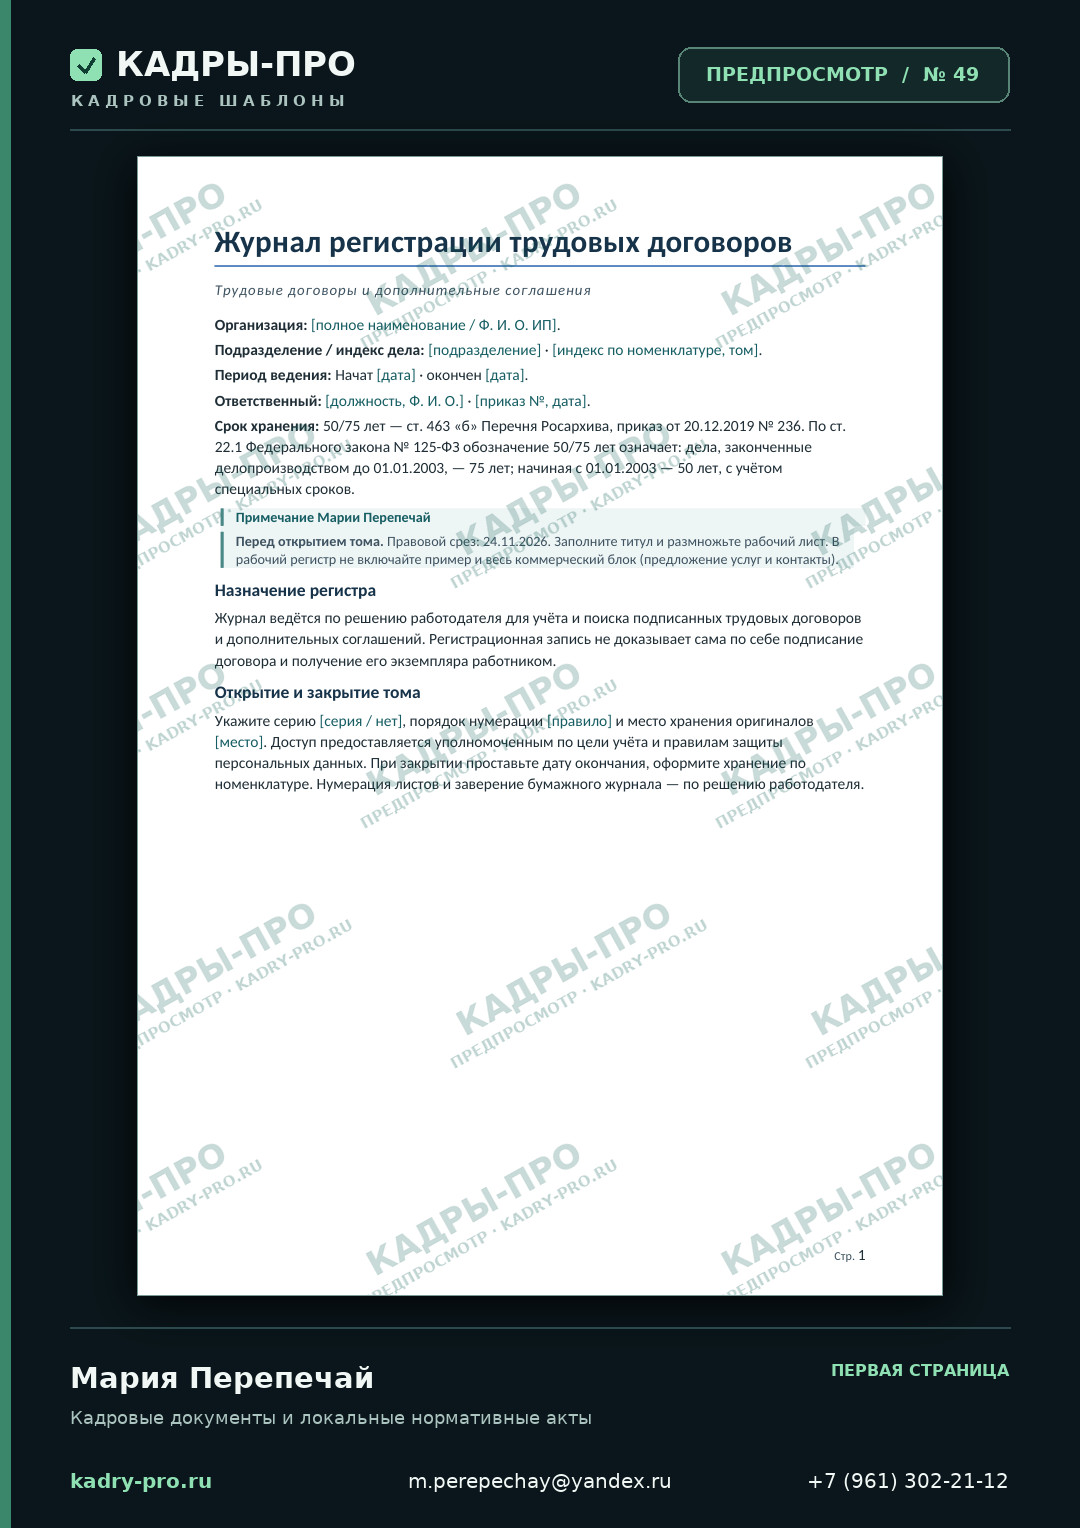 КАДРЫ-ПРО
КАДРОВЫЕ ШАБЛОНЫ
ПРЕДПРОСМОТР / № 49
Журнал регистрации трудовых договоров
Трудовые договоры и дополнительные соглашения
Организация: [полное наименование / Ф. И. О. ИП].
Подразделение / индекс дела: [подразделение] · [индекс по номенклатуре, том].
Период ведения: Начат [дата] · окончен [дата].
Ответственный: [должность, Ф. И. О.] · [приказ №, дата].
Срок хранения: 50/75 лет — ст. 463 «б» Перечня Росархива, приказ от 20.12.2019 № 236. По ст.
22.1 Федерального закона № 125-ФЗ обозначение 50/75 лет означает: дела, законченные
делопроизводством до 01.01.2003, — 75 лет; начиная с 01.01.2003 — 50 лет, с учётом
специальных сроков.
Примечание Марии Перепечай
Перед открытием тома. Правовой срез: 24.11.2026. Заполните титул и размножьте рабочий лист. В
рабочий регистр не включайте пример и весь коммерческий блок (предложение услуг и контакты).
Назначение регистра
Журнал ведётся по решению работодателя для учёта и поиска подписанных трудовых договоров
и дополнительных соглашений. Регистрационная запись не доказывает сама по себе подписание
договора и получение его экземпляра работником.
Открытие и закрытие тома
Укажите серию [серия / нет], порядок нумерации [правило] и место хранения оригиналов
[место]. Доступ предоставляется уполномоченным по цели учёта и правилам защиты
персональных данных. При закрытии проставьте дату окончания, оформите хранение по
номенклатуре. Нумерация листов и заверение бумажного журнала — по решению работодателя.
КАДРЫ-ПРО
ПРЕДПРОСМОТР · KADRY-PRO.RU
Стр. 1
Мария Перепечай
ПЕРВАЯ СТРАНИЦА
Кадровые документы и локальные нормативные акты
kadry-pro.ru
m.perepechay@yandex.ru
+7 (961) 302-21-12